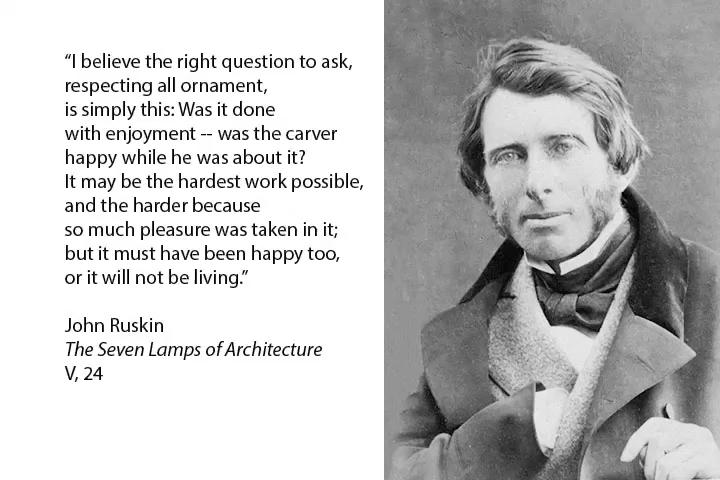 “I believe the right question to ask,
respecting all ornament,
is simply this: Was it done
with enjoyment -- was the carver
happy while he was about it?
It may be the hardest work possible,
and the harder because
so much pleasure was taken in it;
but it must have been happy too,
or it will not be living.”
John Ruskin
The Seven Lamps of Architecture
V, 24